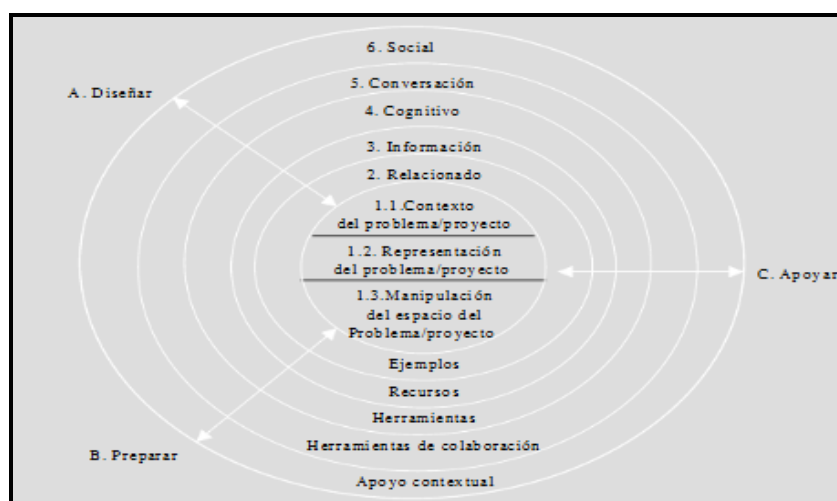 6. Social
5. Conversación
A. Diseñar
4. Cognitivo
3. Información
2. Relacionado
1.1.Contexto
del problema/proyecto
1.2. Representación
del problema/proyecto
C. Apoyar
1.3.Manipulación
del espacio del
Problema/proyecto
Ejemplos
Recursos
Herramientas
Herramientas de colaboración
B. Preparar
Apoyo contextual